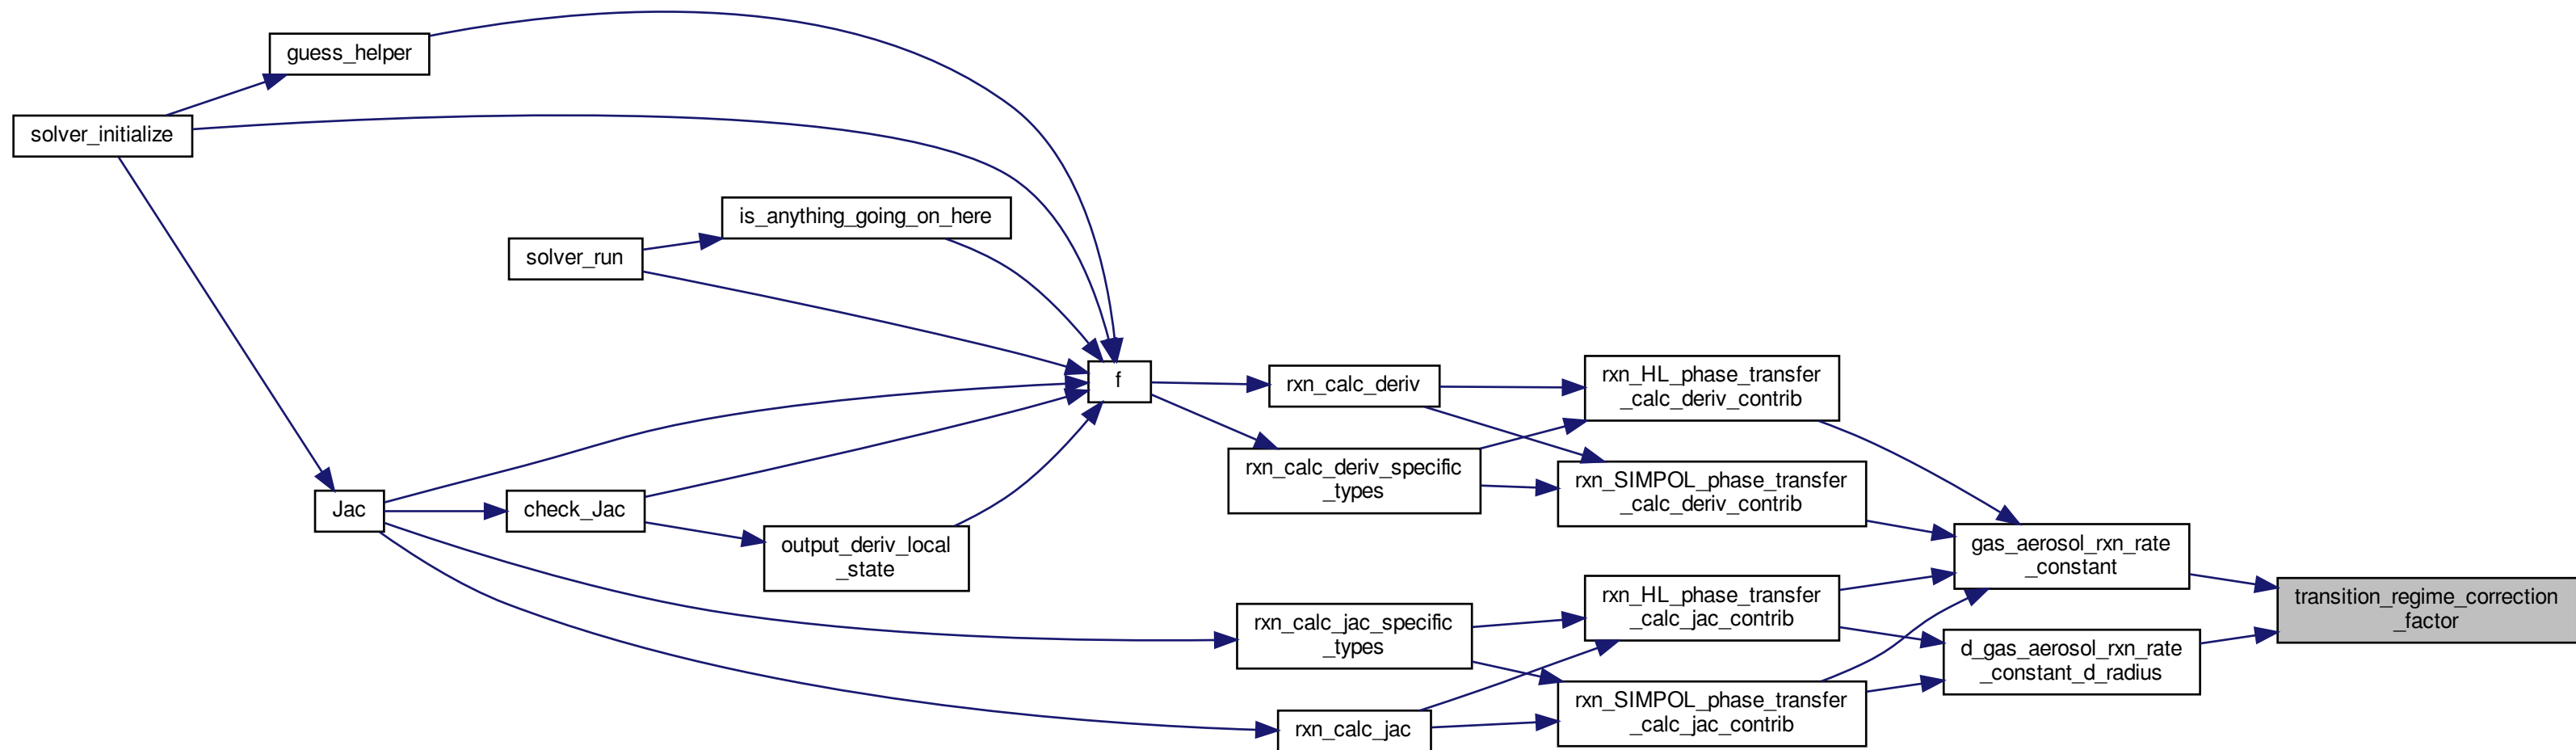 guess_helper
solver_initialize
is_anything_going_on_here
solver_run
f
rxn_calc_deriv
rxn_HL_phase_transfer
_calc_deriv_contrib
rxn_calc_deriv_specific
_types
rxn_SIMPOL_phase_transfer
_calc_deriv_contrib
Jac
check_Jac
output_deriv_local
_state
gas_aerosol_rxn_rate
_constant
transition_regime_correction
_factor
rxn_HL_phase_transfer
_calc_jac_contrib
rxn_calc_jac_specific
_types
d_gas_aerosol_rxn_rate
_constant_d_radius
rxn_SIMPOL_phase_transfer
_calc_jac_contrib
rxn_calc_jac